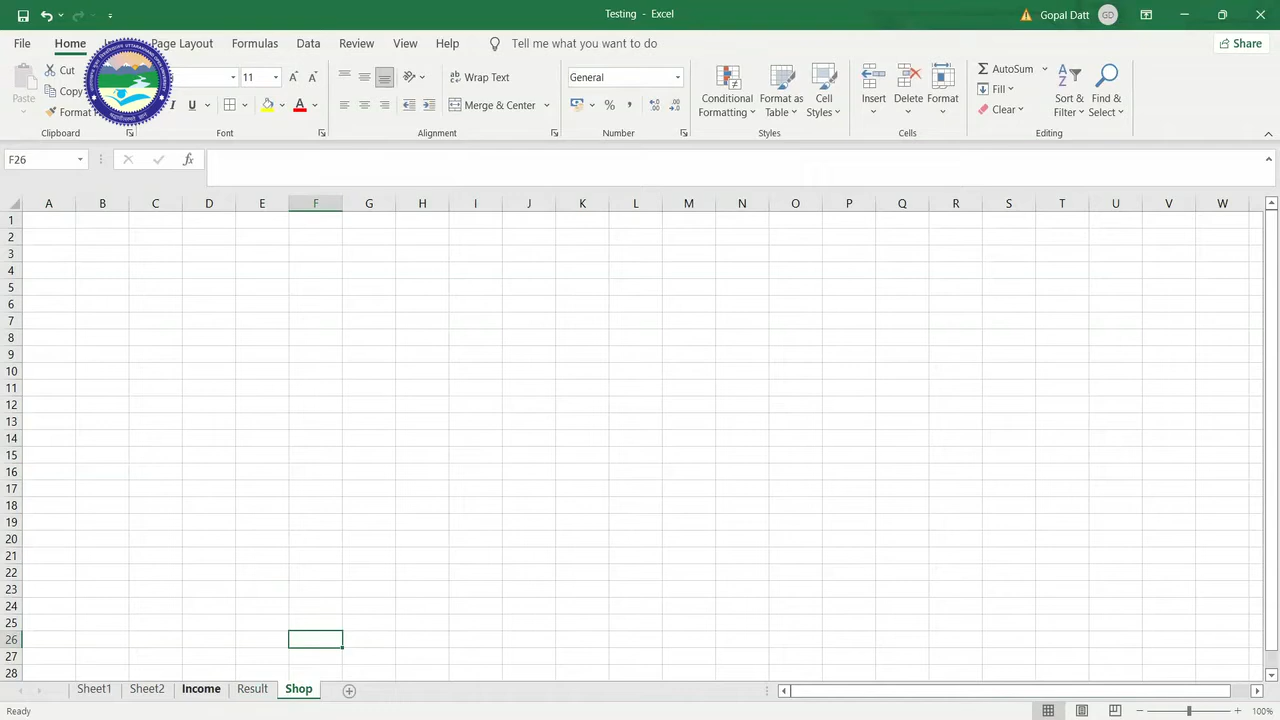 Testing - Excel
Gopal Datt
GD
File
Home
Page Layout
Formulas
Data
Review
View
Help
Tell me what you want to do
Share
Paste
Cut
Copy
11
U
A
Wrap Text
Merge & Center
General
Conditional Formatting
Format as Table
Cell Styles
Insert
Delete
Format
AutoSum
Fill
Clear
Sort & Filter
Find & Select
Clipboard
Font
Alignment
Number
Styles
Cells
Editing
F26
fx
A B C D E F G H I J K L M N O P Q R S T U V W
1
2
3
4
5
6
7
8
9
10
11
12
13
14
15
16
17
18
19
20
21
22
23
24
25
26
27
28
Sheet1
Sheet2
Income
Result
Shop
Ready
100%